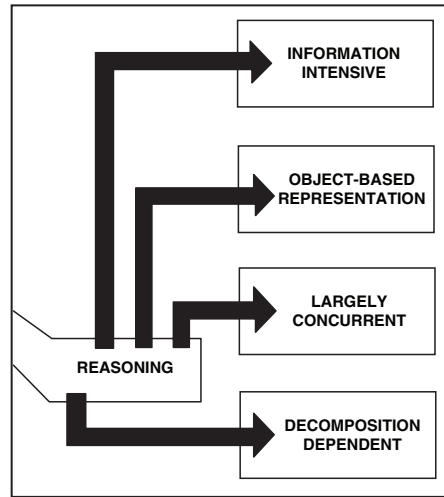 INFORMATION
INTENSIVE
OBJECT-BASED
REPRESENTATION
LARGELY
CONCURRENT
REASONING
DECOMPOSITION
DEPENDENT